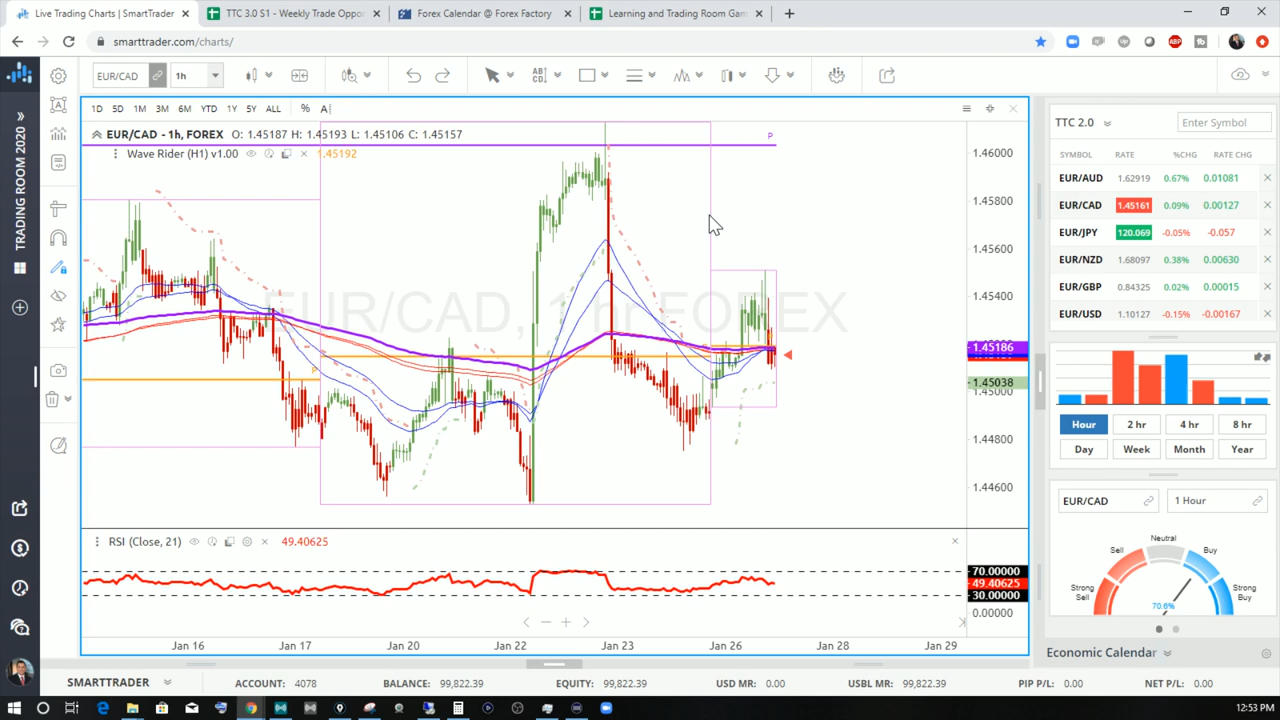 Live Trading Charts | SmartTrader
TTC 3.0 S1 - Weekly Trade Oppo
Forex Calendar @ Forex Factory
Learning and Trading Room Gam
smarttrader.com/charts/
EUR/CAD
1h
1D 5D 1M 3M 6M YTD 1Y 5Y ALL %
EUR/CAD - 1h, FOREX O: 1.45187 H: 1.45193 L: 1.45106 C: 1.45157
Wave Rider (H1) v1.00 1.45192
P
P
EUR/CAD, 1 hr, FOREX
1.46000
1.45800
1.45600
1.45400
1.45186
1.45038
1.45000
1.44800
1.44600
RSI (Close, 21) 49.40625
70.00000
49.40625
30.00000
0.00000
Jan 16 Jan 17 Jan 20 Jan 22 Jan 23 Jan 26 Jan 28 Jan 29
TRADING ROOM 2020
TTC 2.0
Enter Symbol
SYMBOL RATE %CHG RATE CHG
EUR/AUD 1.62919 0.67% 0.01081
EUR/CAD 1.45161 0.09% 0.00127
EUR/JPY 120.069 -0.05% -0.057
EUR/NZD 1.68097 0.38% 0.00630
EUR/GBP 0.84325 0.02% 0.00015
EUR/USD 1.10127 -0.15% -0.00167
Hour 2 hr 4 hr 8 hr
Day Week Month Year
EUR/CAD 1 Hour
Neutral
Sell Buy
Strong Sell
Strong Buy
70.6%
Economic Calendar
SMARTTRADER ACCOUNT: 4078 BALANCE: 99,822.39 EQUITY: 99,822.39 USD MR: 0.00 USBL MR: 99,822.39 PIP P/L: 0.00 NET P/L: 0.00
12:53 PM